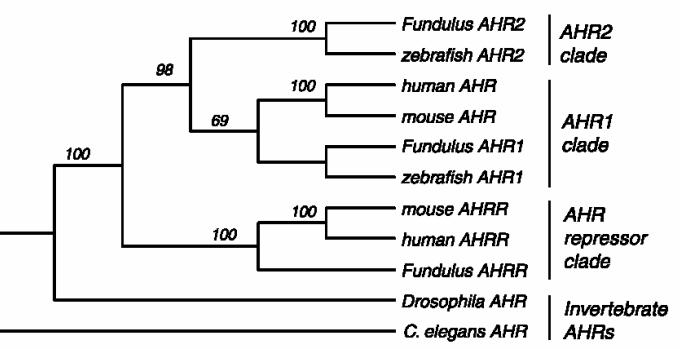 100
Fundulus AHR2
zebrafish AHR2
AHR2
clade
98
100
human AHR
mouse AHR
69
Fundulus AHR1
zebrafish AHR1
AHR1
clade
100
100
mouse AHRR
human AHRR
100
Fundulus AHRR
AHR
repressor
clade
Drosophila AHR
C. elegans AHR
Invertebrate
AHRs